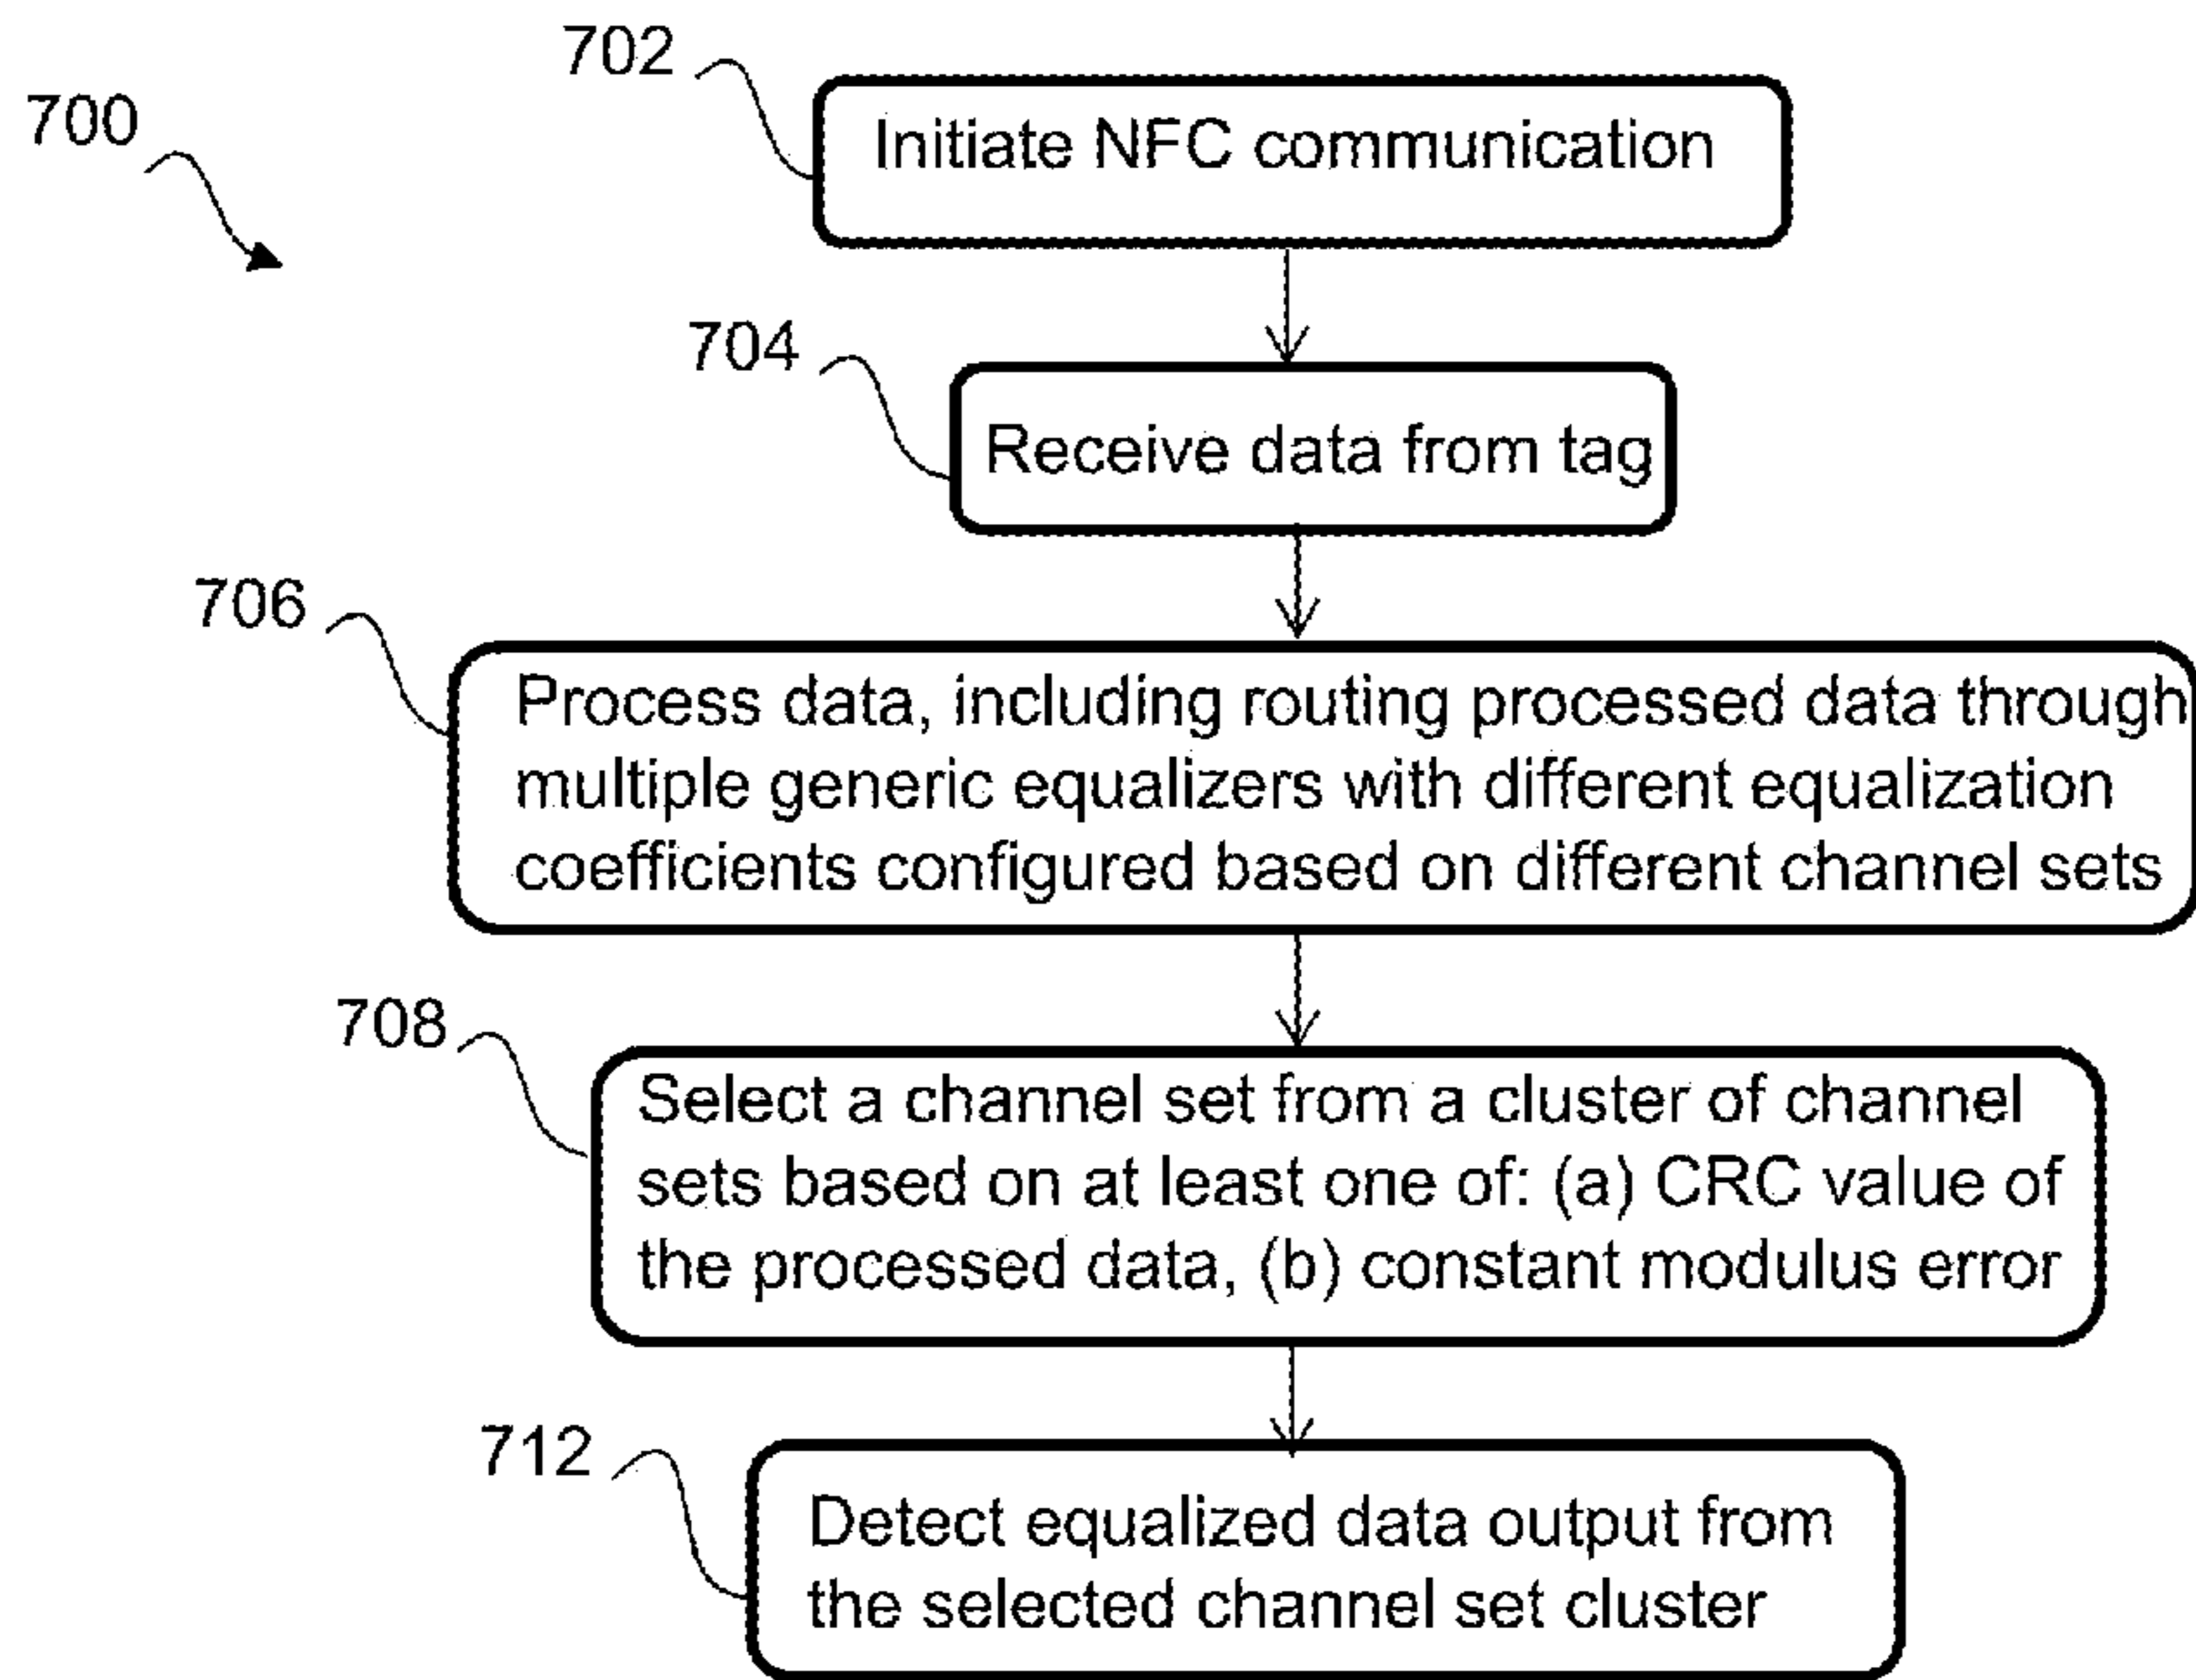 702
700
Initiate NFC communication
704
Receive data from tag
706
Process data, including routing processed data through
multiple generic equalizers with different equalization
coefficients configured based on different channel sets
708
Select a channel set from a cluster of channel
sets based on at least one of: (a) CRC value of
the processed data, (b) constant modulus error
712
Detect equalized data output from
the selected channel set cluster